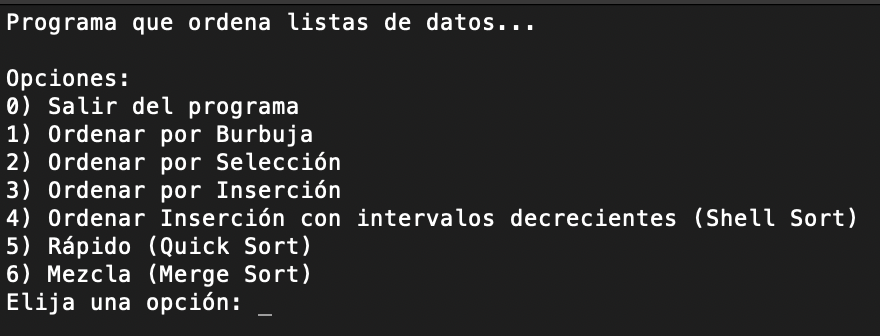 Programa que ordena listas de datos...
Opciones:
0) Salir del programa
1) Ordenar por Burbuja
2) Ordenar por Selección
3) Ordenar por Inserción
4) Ordenar Inserción con intervalos decrecientes (Shell Sort)
5) Rápido (Quick Sort)
6) Mezcla (Merge Sort)
Elija una opción: _